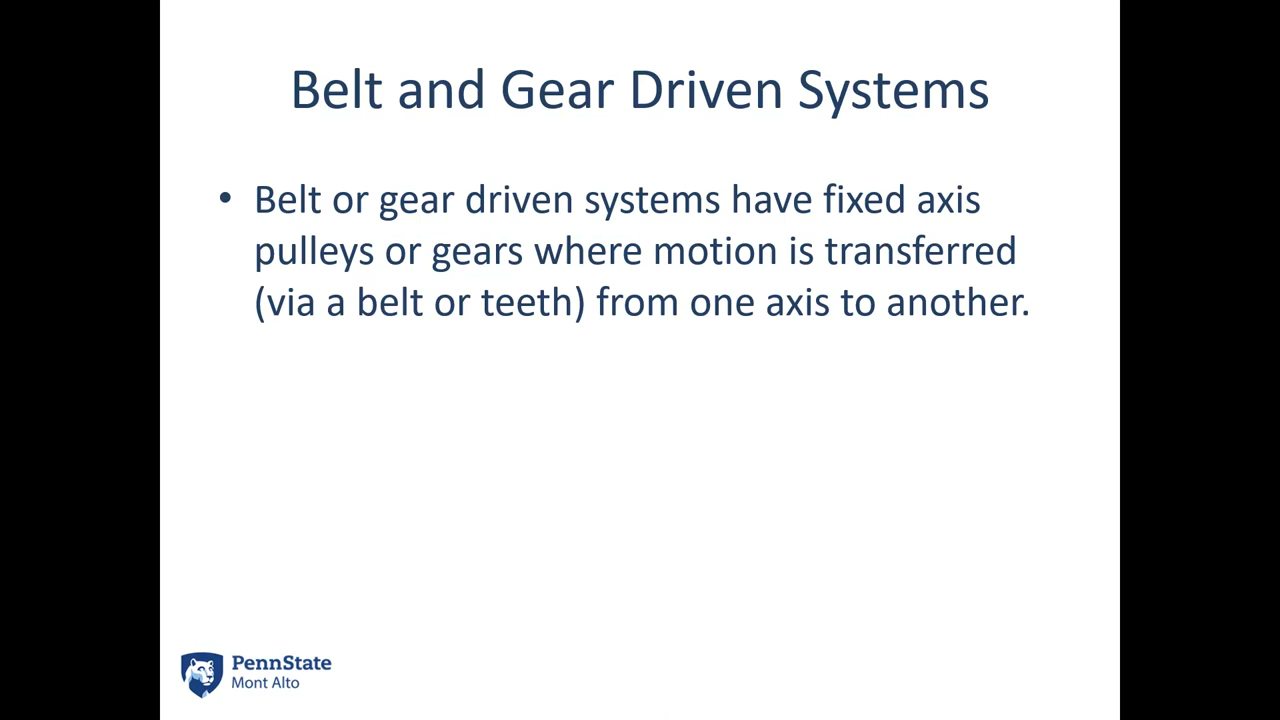 Belt and Gear Driven Systems
• Belt or gear driven systems have fixed axis
pulleys or gears where motion is transferred
(via a belt or teeth) from one axis to another.
PennState
Mont Alto